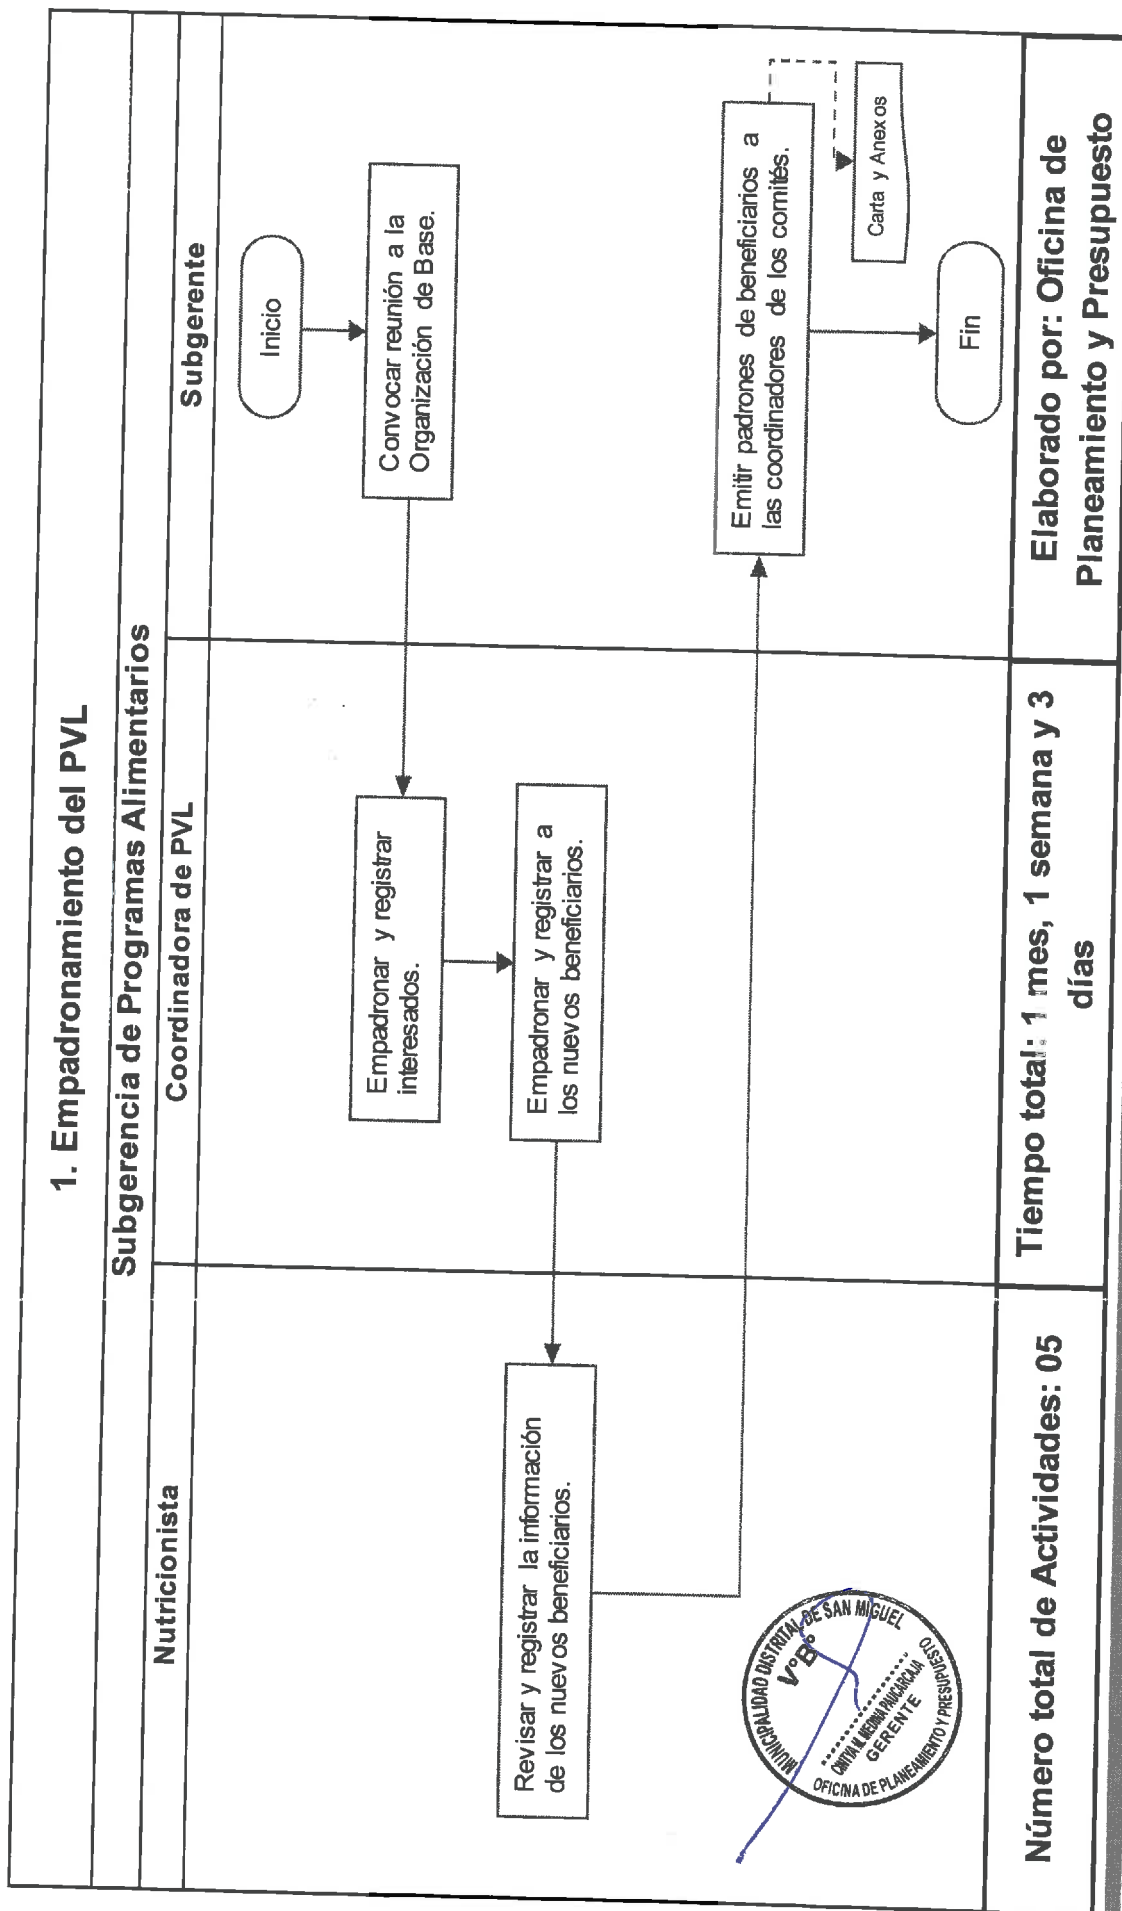 1. Empadronamiento del PVL
Subgerencia de Programas Alimentarios
Nutricionista
Coordinadora de PVL
Subgerente
Inicio
Convocar reunión a la
Organización de Base.
Empadronar y registrar
interesados.
Empadronar y registrar a
los nuevos beneficiarios.
Revisar y registrar la información
de los nuevos beneficiarios.
Emitir padrones de beneficiarios a
las coordinadores de los comités.
Carta y Anexos
Fin
MUNICIPALIDAD DISTRITAL DE SAN MIGUEL
V°B°
CINTYA M. MEDINA PAUCARCAJA
GERENTE
OFICINA DE PLANEAMIENTO Y PRESUPUESTO
Número total de Actividades: 05
Tiempo total: 1 mes, 1 semana y 3
días
Elaborado por: Oficina de
Planeamiento y Presupuesto